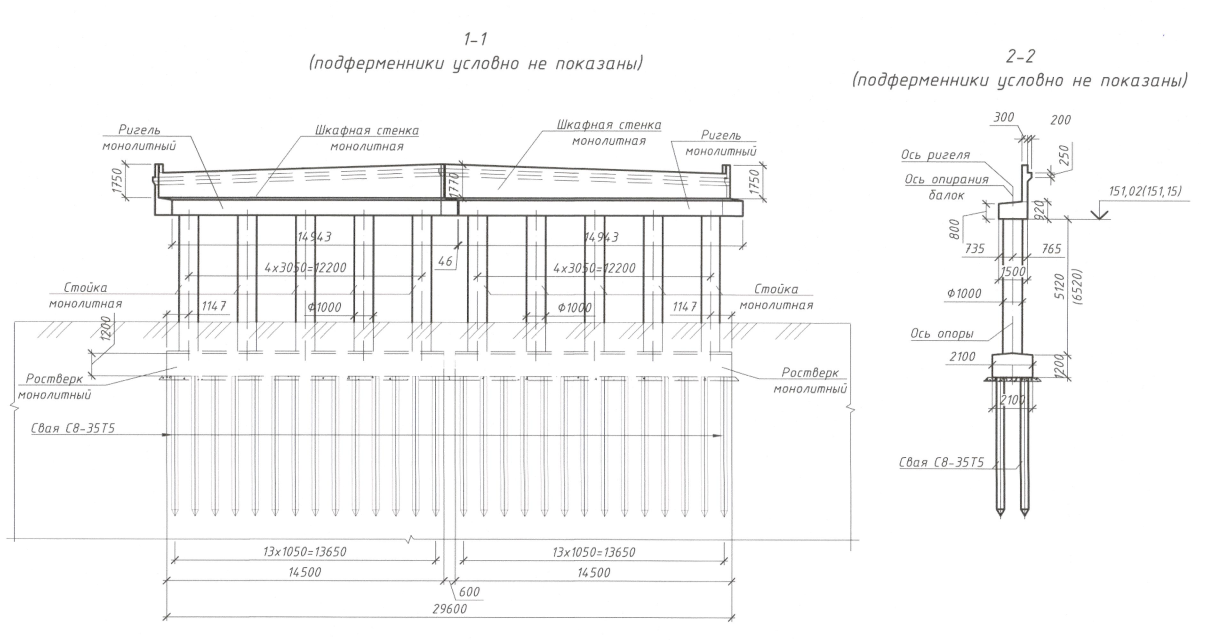 1-1
(подферменники условно не показаны)
2-2
(подферменники условно не показаны)
Ригель
монолитный
Шкафная стенка
монолитная
Шкафная стенка
монолитная
Ригель
монолитный
1750
1770
1750
14943
14943
46
4х3050=12200
4х3050=12200
Стойка
монолитная
Стойка
монолитная
1147
Ф1000
Ф1000
1147
1200
Ростверк
монолитный
Ростверк
монолитный
Свая С8-35Т5
13х1050=13650
13х1050=13650
14500
14500
600
29600
300
200
250
Ось ригеля
Ось опирания
балок
151,02(151,15)
800
920
735
765
1500
Ф1000
5120
(6520)
Ось опоры
2100
1200
2100
Свая С8-35Т5